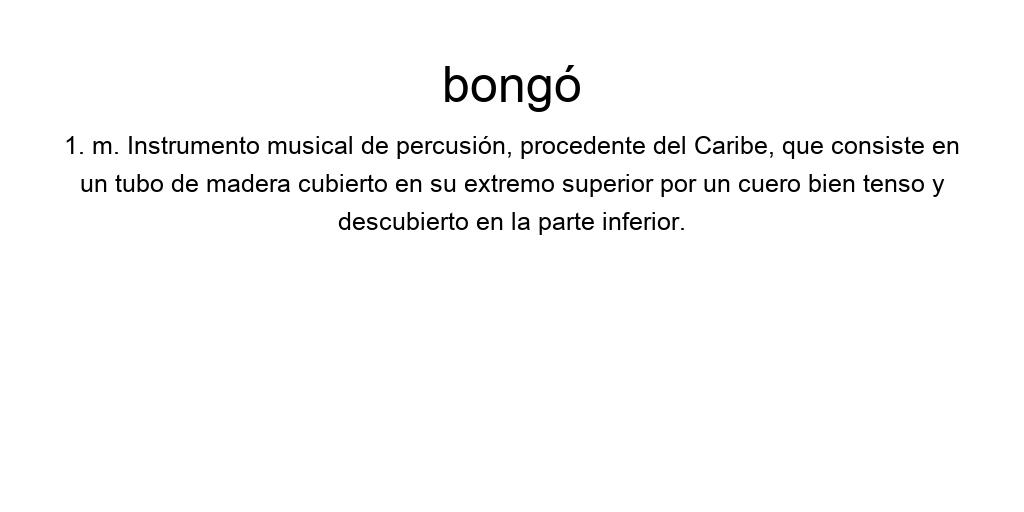 bongó
1. m. Instrumento musical de percusión, procedente del Caribe, que consiste en
un tubo de madera cubierto en su extremo superior por un cuero bien tenso y
descubierto en la parte inferior.